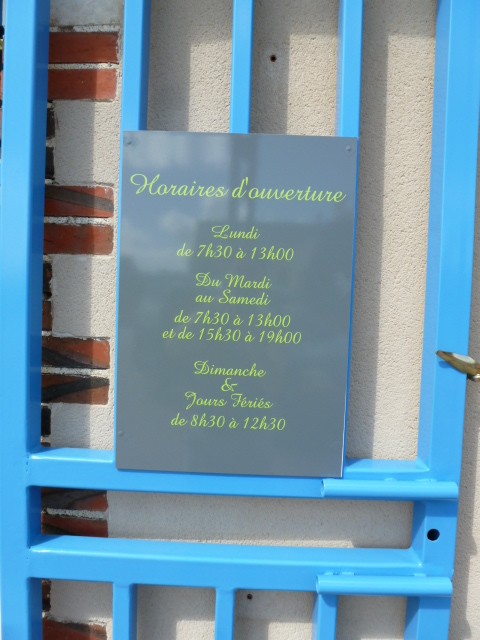 Horaires d'ouverture
Lundi
de 7h30 à 13h00
Du Mardi
au Samedi
de 7h30 à 13h00
et de 15h30 à 19h00
Dimanche
&
Jours Fériés
de 8h30 à 12h30